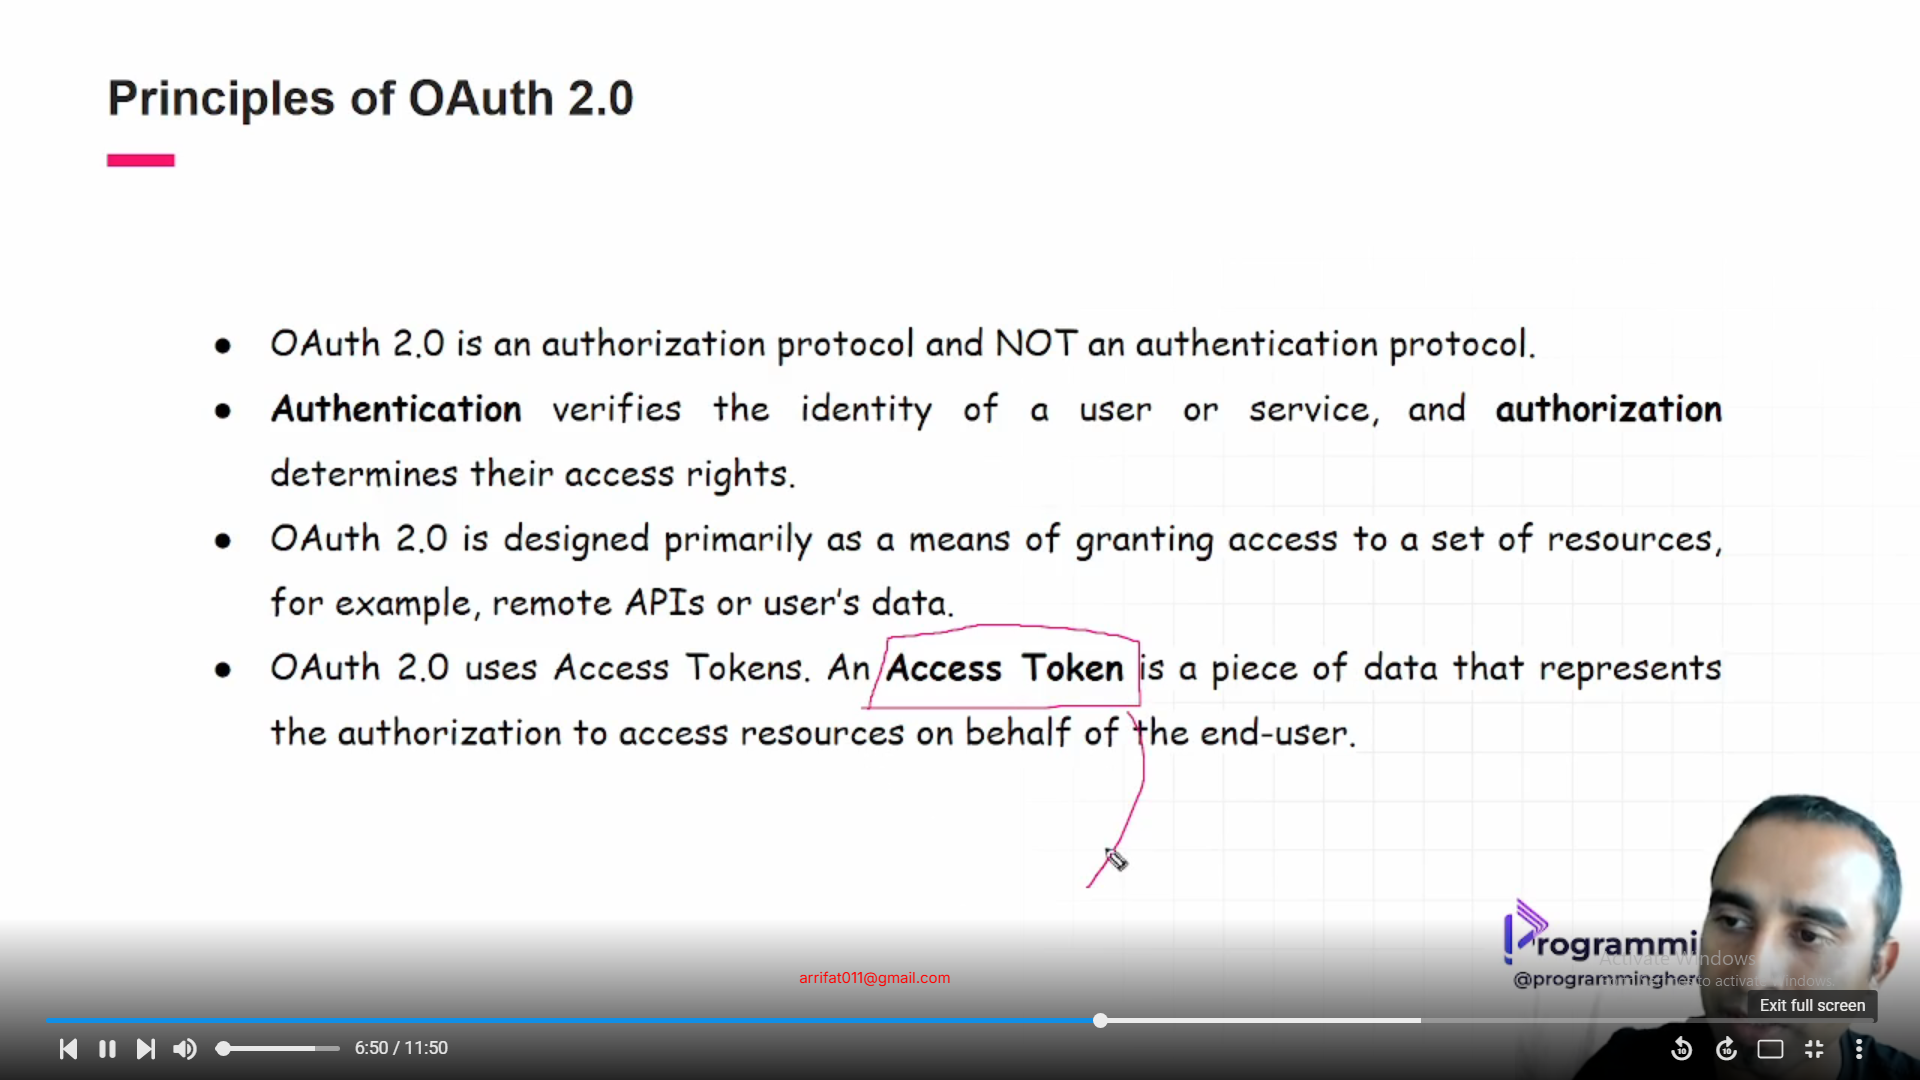 Principles of OAuth 2.0
● OAuth 2.0 is an authorization protocol and NOT an authentication protocol.
● Authentication verifies the identity of a user or service, and authorization
determines their access rights.
● OAuth 2.0 is designed primarily as a means of granting access to a set of resources,
for example, remote APIs or user's data.
● OAuth 2.0 uses Access Tokens. An Access Token is a piece of data that represents
the authorization to access resources on behalf of the end-user.
Programmi
Activate Windows
@programmingher
to activate Windows.
arrifat011@gmail.com
Exit full screen
6:50 / 11:50
10
10